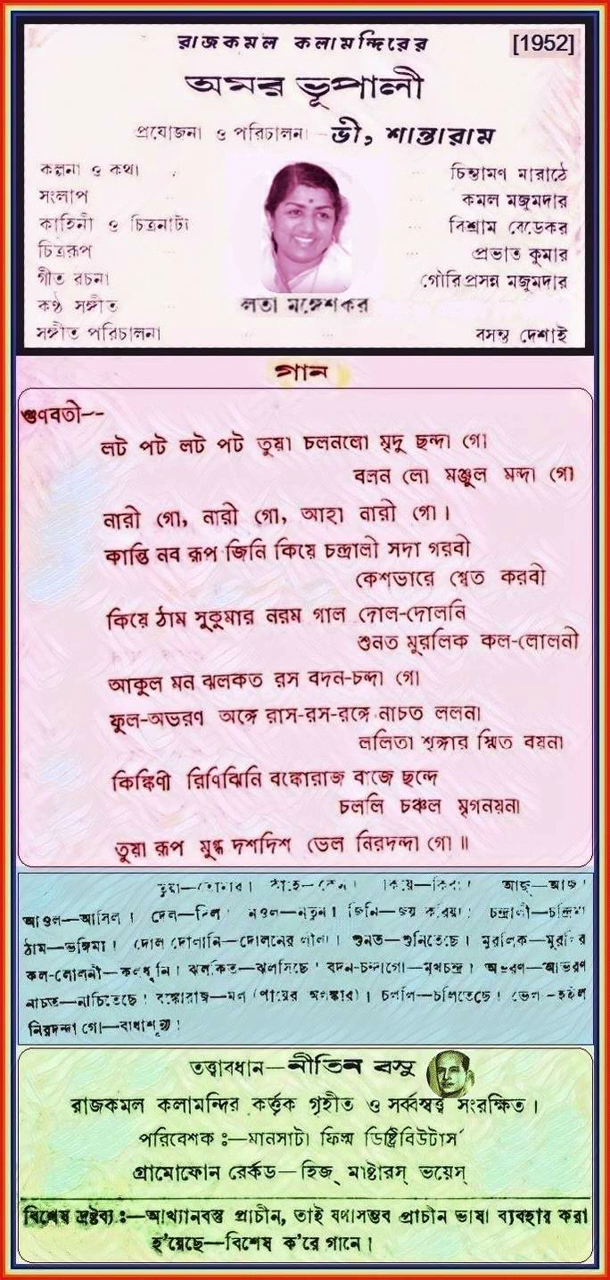 রাজকমল কলামন্দিরের [1952]
অমর ভূপালী
প্রযোজনা ও পরিচালনা - ভী, শান্তারাম
কল্পনা ও কথা চিন্তামণ মারাঠে
সংলাপ কমল মজুমদার
কাহিনী ও চিত্রনাট্য বিশ্রাম বেডেকর
চিত্ররূপ প্রভাত কুমার
গীত রচনা গৌরিপ্রসন্ন মজুমদার
কণ্ঠ সঙ্গীত লতা মঙ্গেশকর
সঙ্গীত পরিচালনা বসন্ত দেশাই
গান
গুণবতী--
লট পট লট পট তুয়া চলনলো মৃদু ছন্দা গো
বলন লো মঞ্জুল মন্দা গো
নারী গো, নারী গো, আহা নারী গো।
কান্তি নব রূপ জিনি কিয়ে চন্দ্রালী সদা গরবী
কেশভারে শ্বেত করবী
কিয়ে ঠাম সুকুমার নরম গাল দোল-দোলনি
শুনত মুরলিক কল-লোলনী
আকুল মন ঝলকত রস বদন-চন্দা গো
ফুল-অভরণ অঙ্গে রাস-রস-রঙ্গে নাচত ললনা
ললিতা শৃঙ্গার স্মিত বয়না
কিঙ্কিণী রিণিঝিনি বঙ্কোরাজ বাজে ছন্দে
চললি চঞ্চল মৃগনয়না
তুয়া রূপ মুগ্ধ দশদিশ ভেল নিরদন্দা গো॥
আজু—আজ।
আওল—আসিল। দেল—দিল। নওল—নতুন। জিনি—জয় করিয়া। চন্দ্রালী—চন্দ্রিমা
ঠাম—ভঙ্গিমা। দোল দোলানি—দোলনের লীলা। শুনত—শুনিতেছে। মুরলিক—মুরলির
কল-লোলনী—কলধ্বনি। ঝলকত—ঝলসিছে। বদন-চন্দাগো—মুখচন্দ্র। অভরণ—আভরণ
নাচত—নাচিতেছে। বঙ্কোরাজ—মল (পায়ের অলঙ্কার)। চললি—চলিতেছে। ভেল—হইল
নিরদন্দা গো—বাধাশূন্য।
তত্ত্বাবধান—নীতিন বসু
রাজকমল কলামন্দির কর্ত্তৃক গৃহীত ও সর্ব্বস্বত্ত্ব সংরক্ষিত।
পরিবেশক ঃ—মানসাটা ফিল্ম ডিষ্ট্রিবিউটার্স
গ্রামোফোন রের্কড—হিজ্ মাষ্টারস্ ভয়েস্
বিশেষ দ্রষ্টব্য ঃ—আখ্যানবস্তু প্রাচীন, তাই যথাসম্ভব প্রাচীন ভাষা ব্যবহার করা
হ'য়েছে—বিশেষ ক'রে গানে।